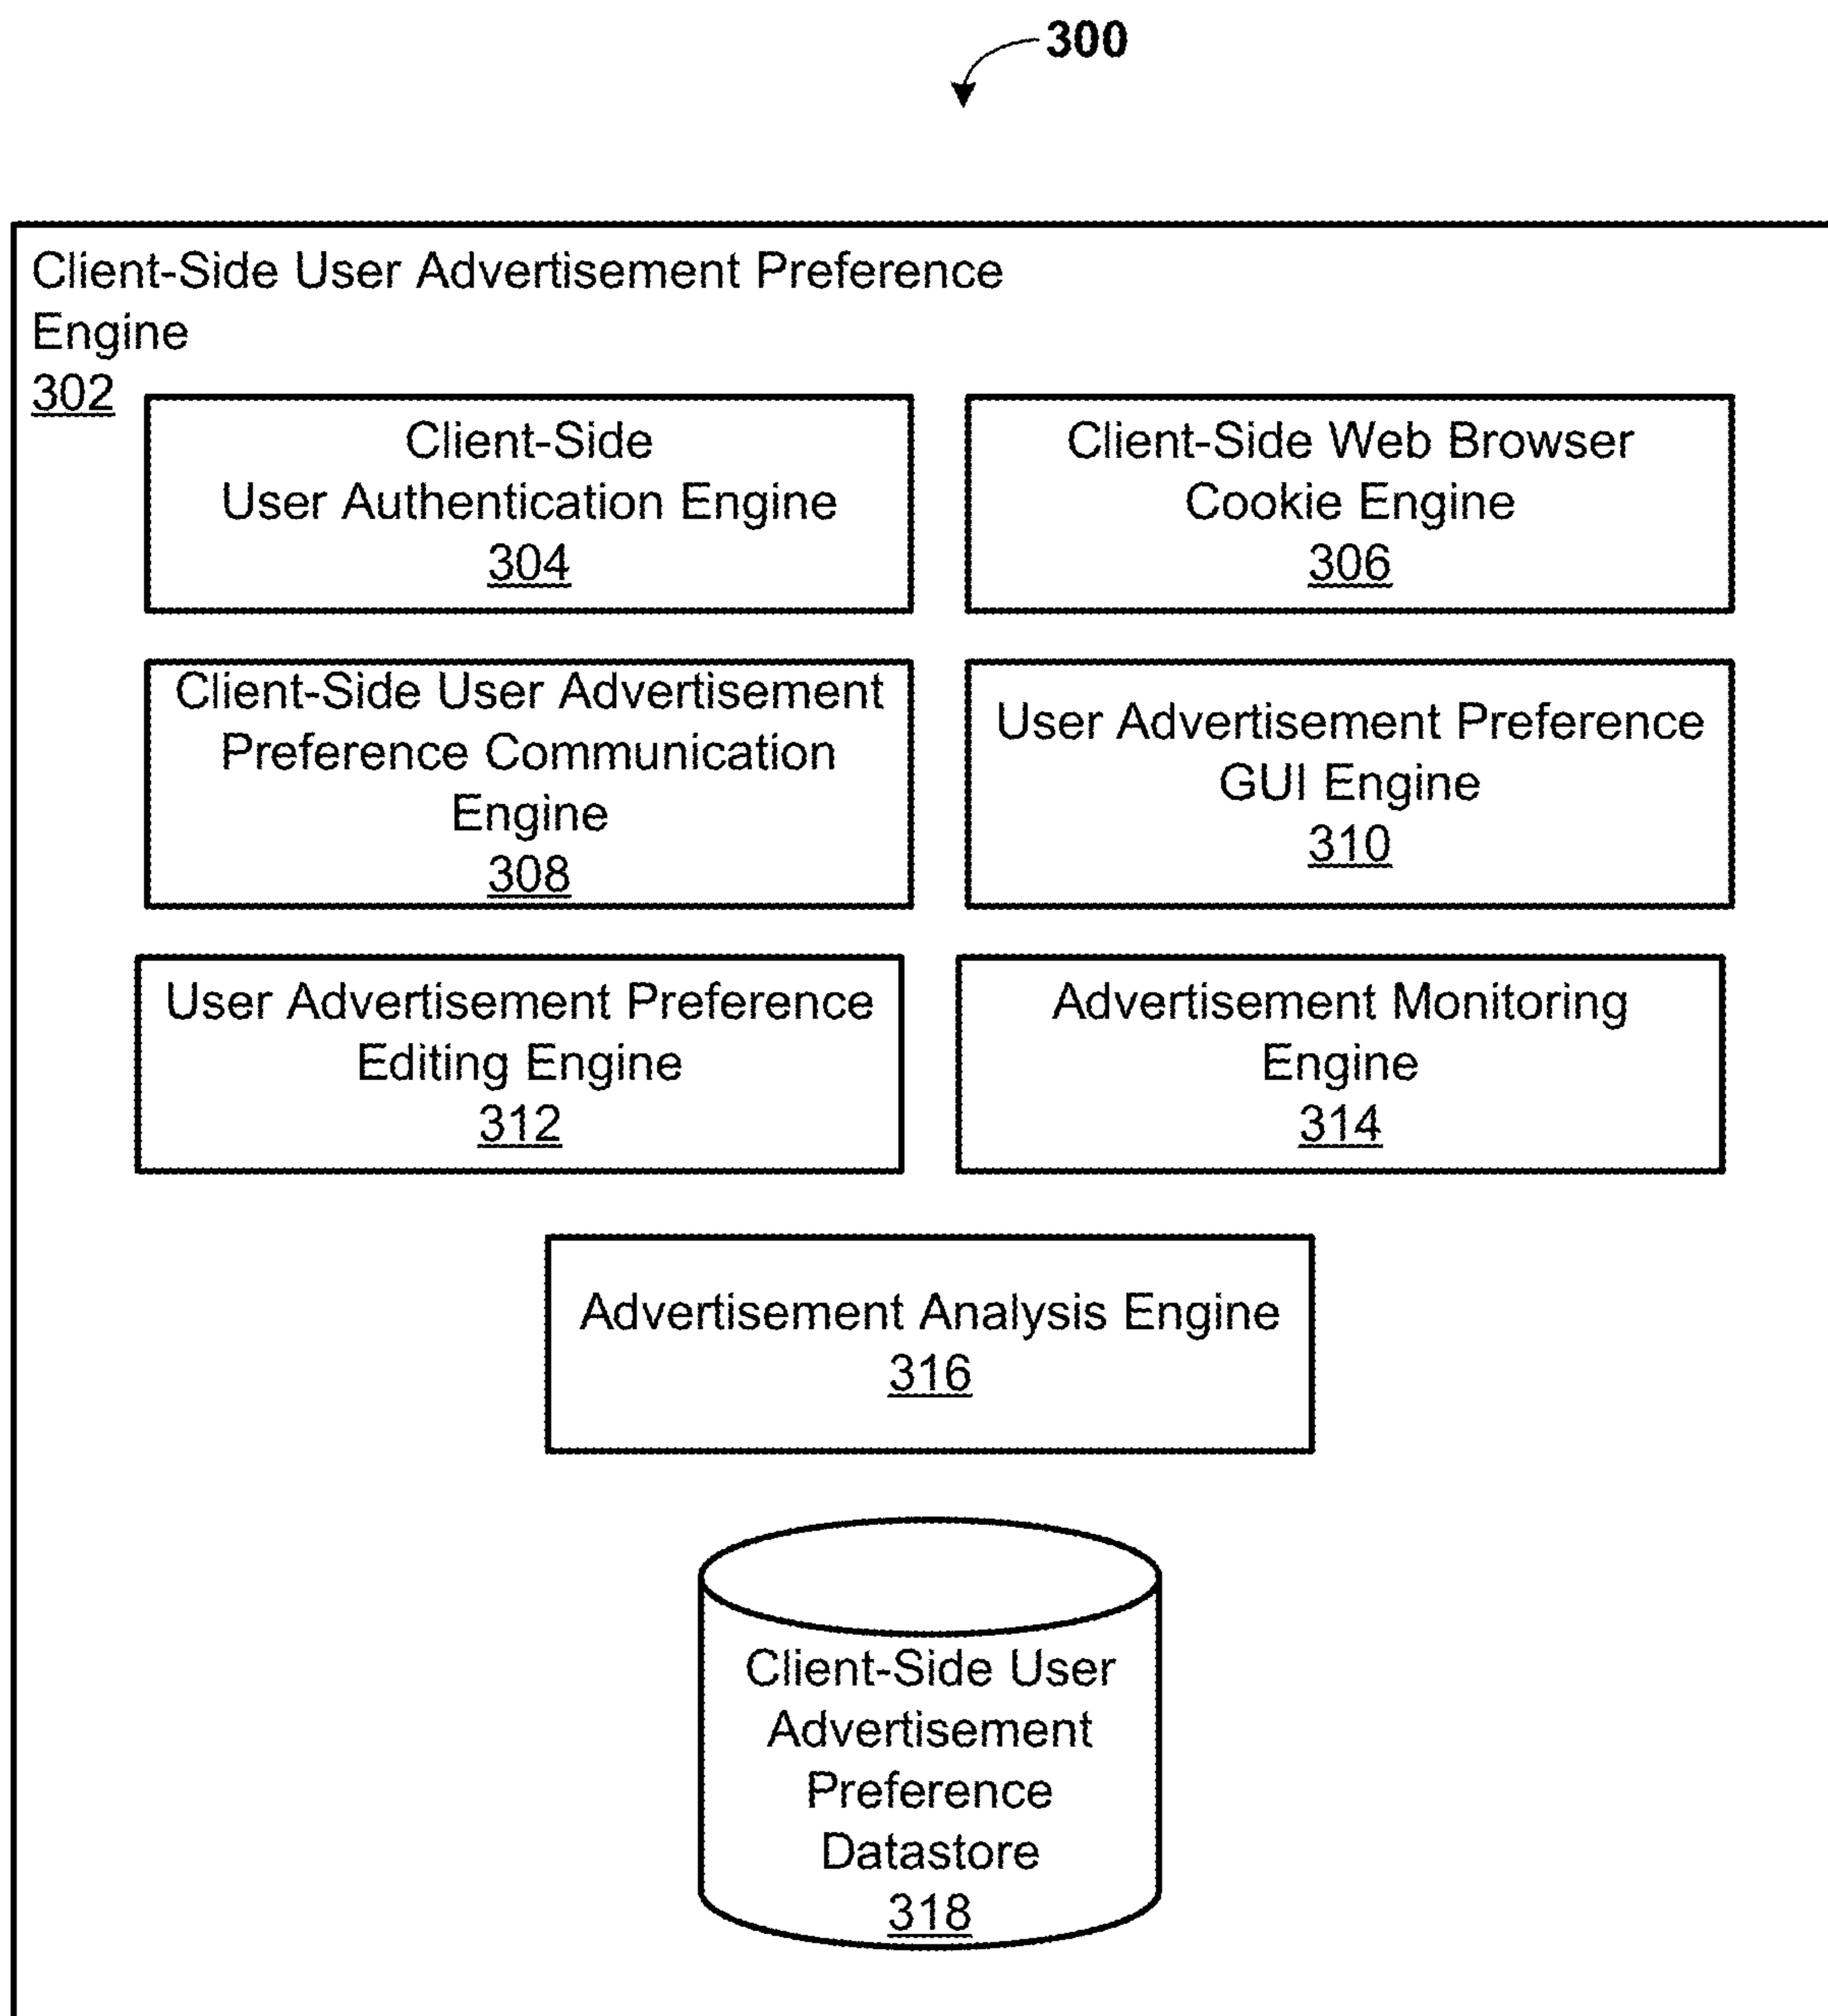 300
Client-Side User Advertisement Preference
Engine
302
Client-Side
User Authentication Engine
304
Client-Side Web Browser
Cookie Engine
306
Client-Side User Advertisement
Preference Communication
Engine
308
User Advertisement Preference
GUI Engine
310
User Advertisement Preference
Editing Engine
312
Advertisement Monitoring
Engine
314
Advertisement Analysis Engine
316
Client-Side User
Advertisement
Preference
Datastore
318